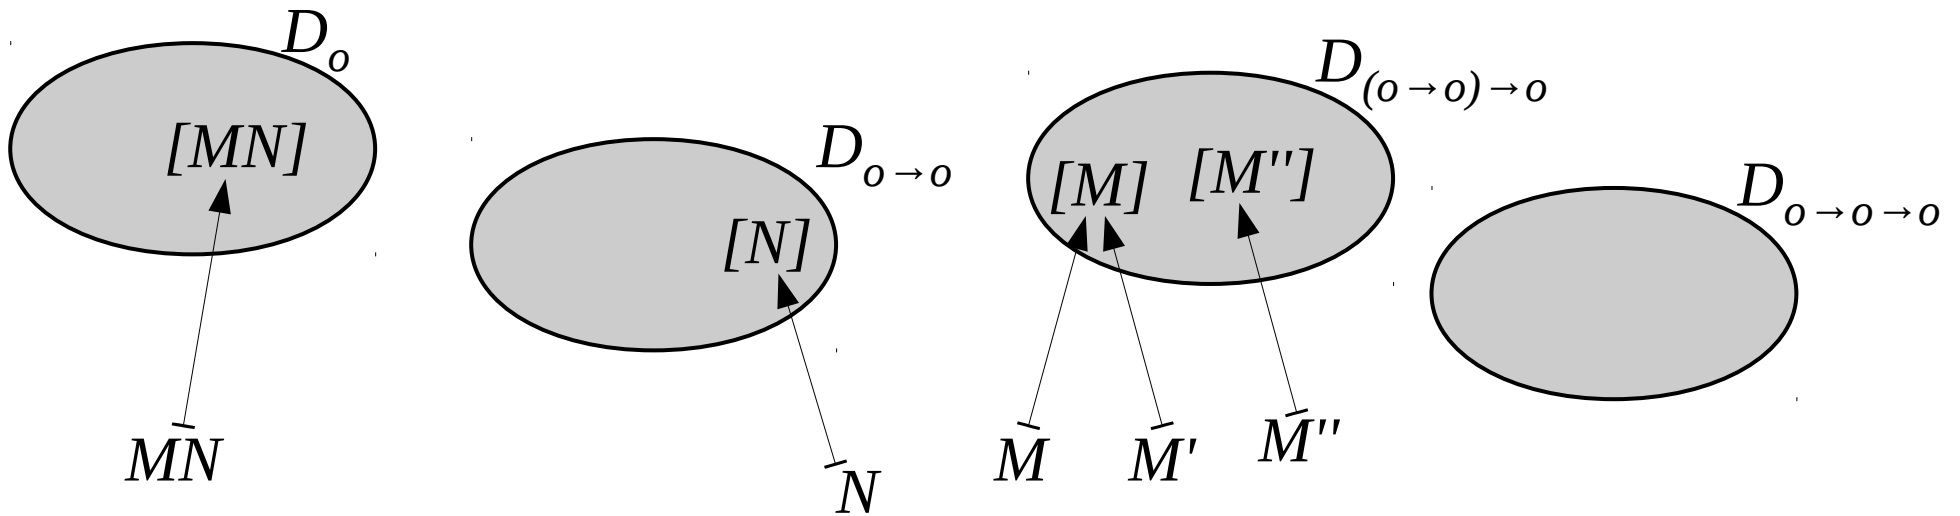 D_o
[MN]
MN
D_{o→o}
[N]
N
D_{(o→o)→o}
[M] [M'']
M M' M''
D_{o→o→o}